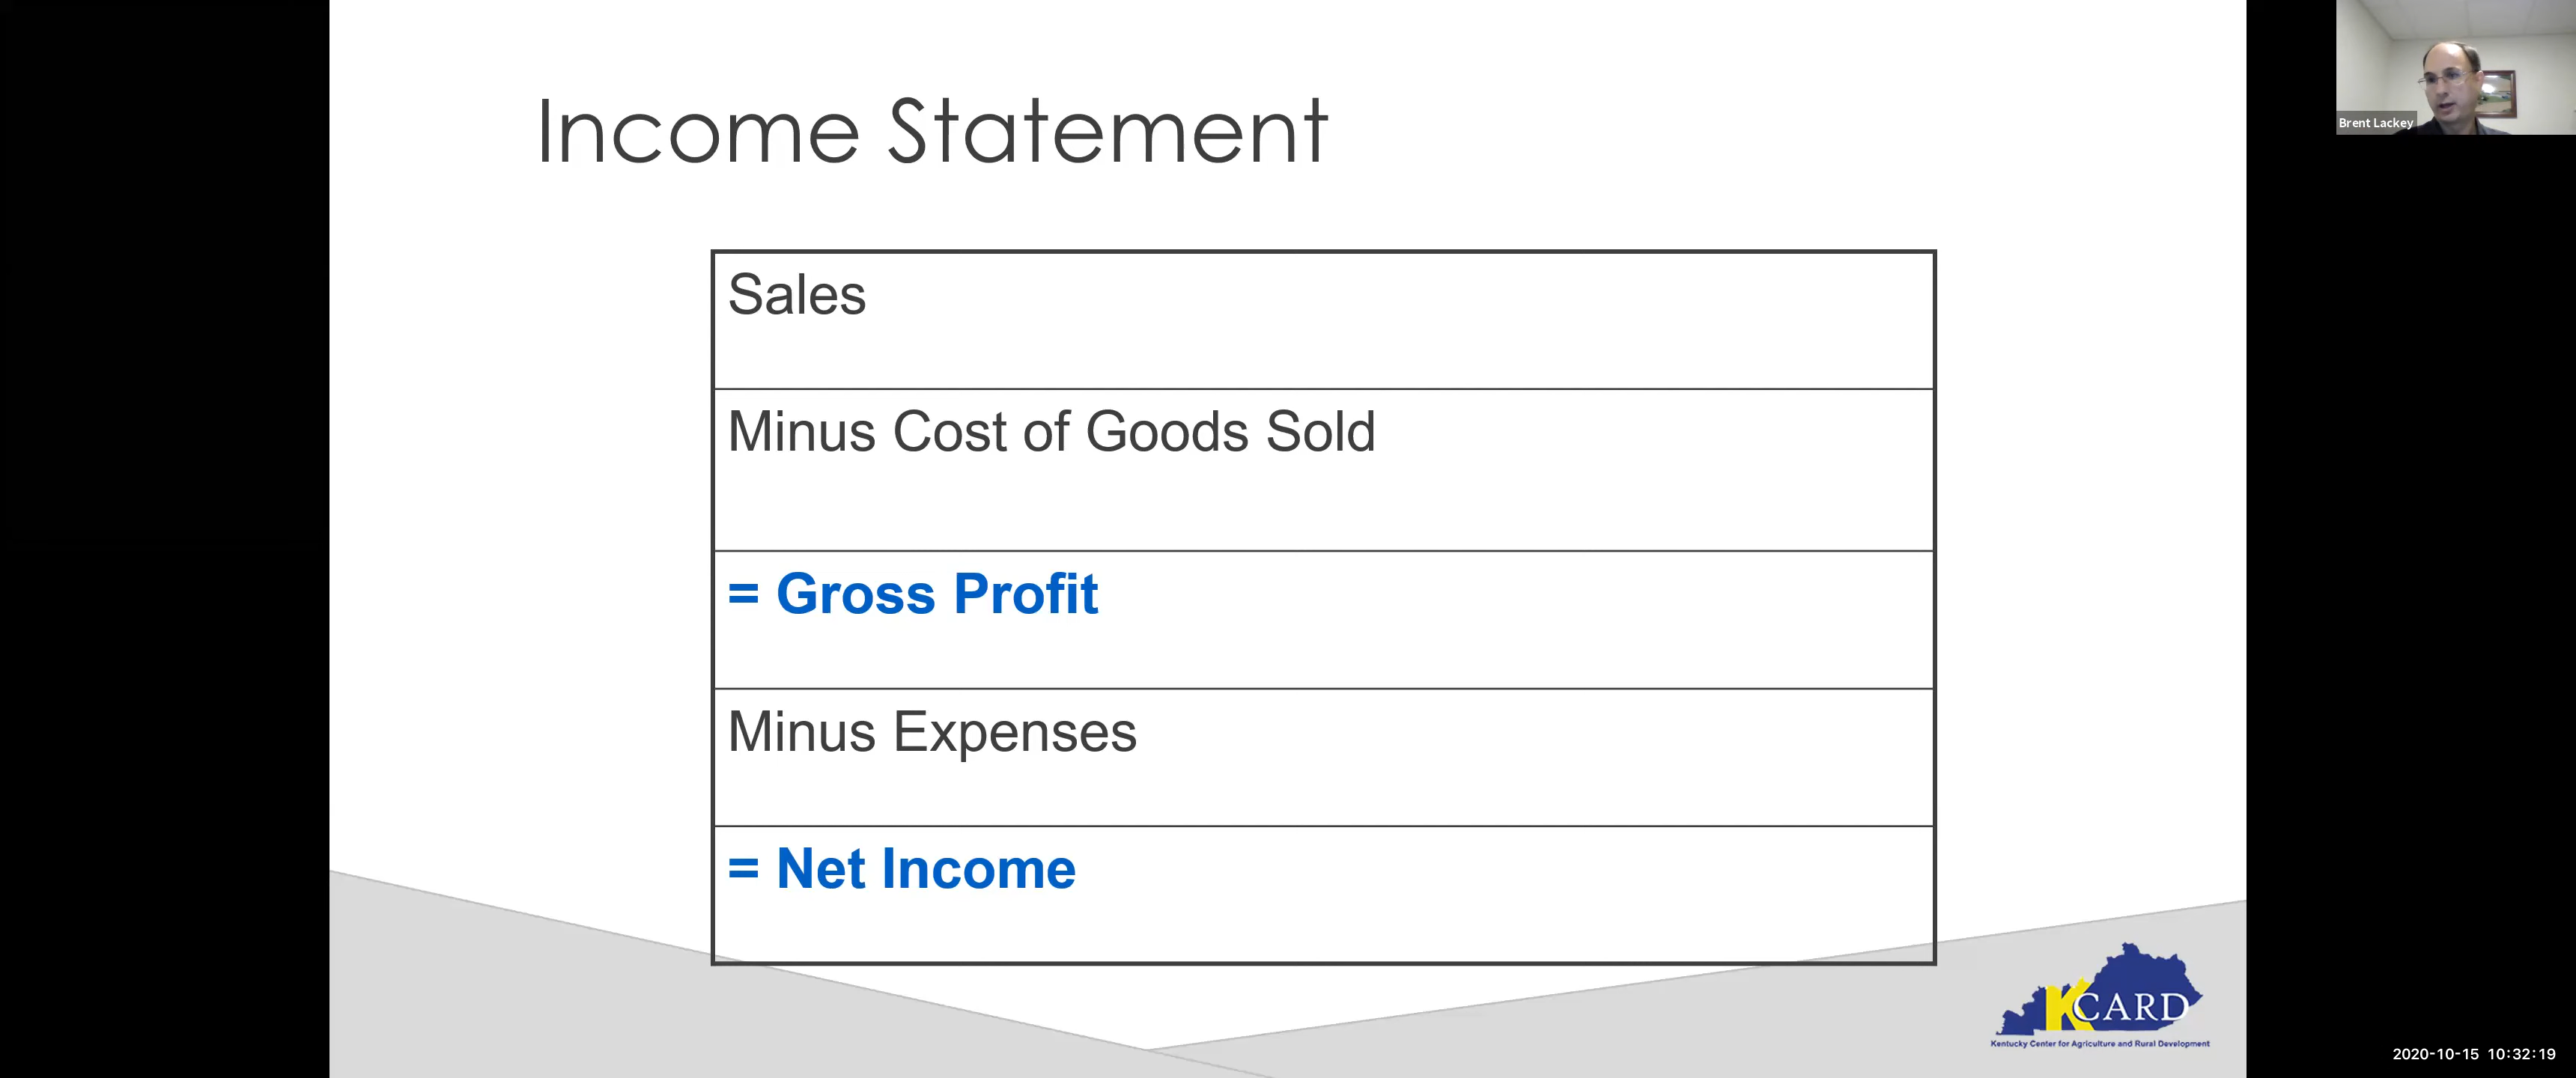 Income Statement
Brent Lackey
Sales
Minus Cost of Goods Sold
= Gross Profit
Minus Expenses
= Net Income
KCARD
Kentucky Center for Agriculture and Rural Development
2020-10-15 10:32:19